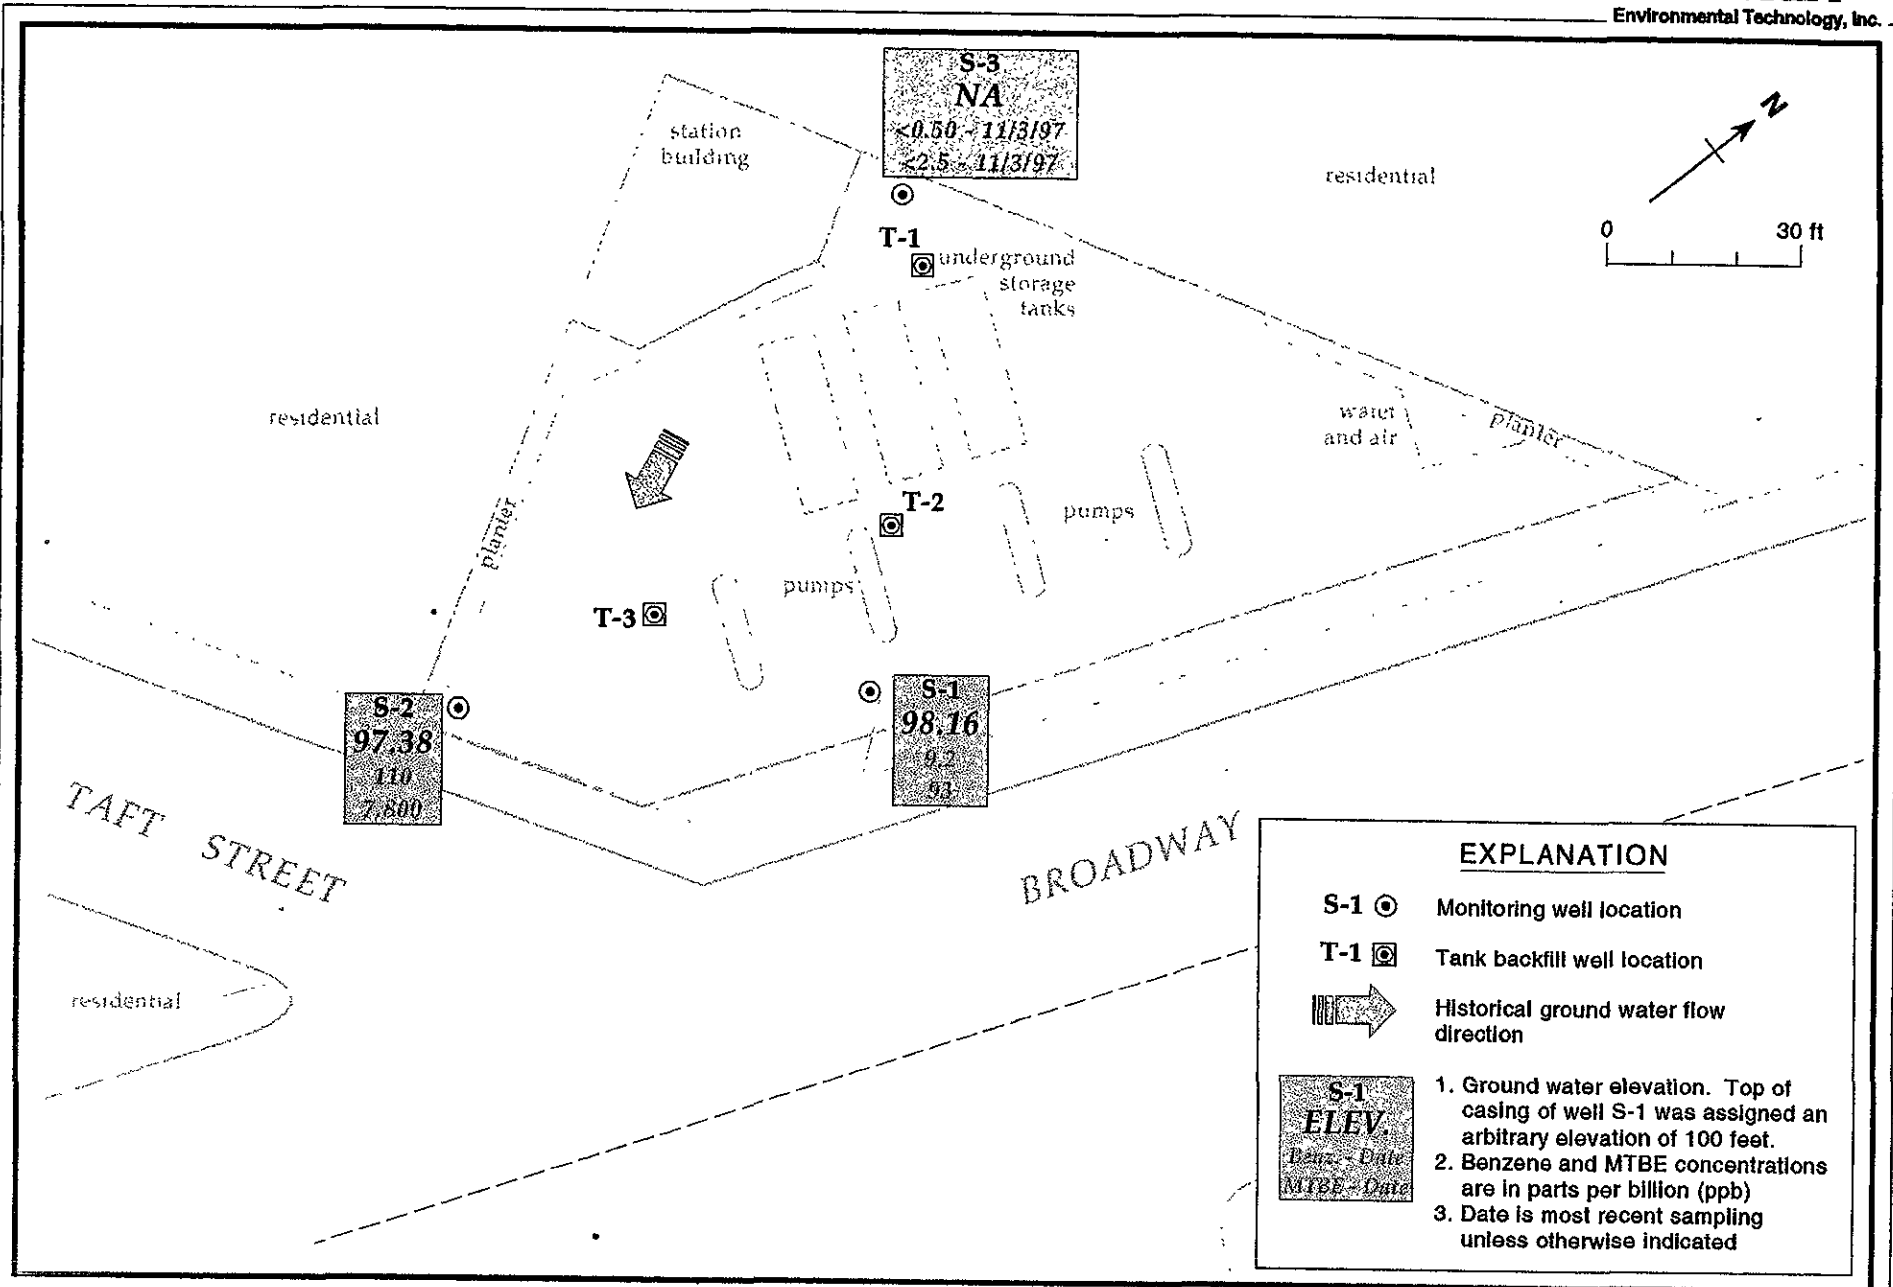 Environmental Technology, Inc.
S-3
NA
<0.50 - 11/3/97
<2.5 - 11/3/97
station
building
residential
N
0 30 ft
T-1
underground
storage
tanks
residential
water
and air
planter
planter
T-2
pumps
pumps
T-3
S-2
97.38
110
7,800
S-1
98.16
9.2
93
TAFT STREET
BROADWAY
residential
EXPLANATION
S-1 Monitoring well location
T-1 Tank backfill well location
Historical ground water flow
direction
S-1
ELEV.
Benz. - Date
MTBE - Date
1. Ground water elevation. Top of
casing of well S-1 was assigned an
arbitrary elevation of 100 feet.
2. Benzene and MTBE concentrations
are in parts per billion (ppb)
3. Date is most recent sampling
unless otherwise indicated